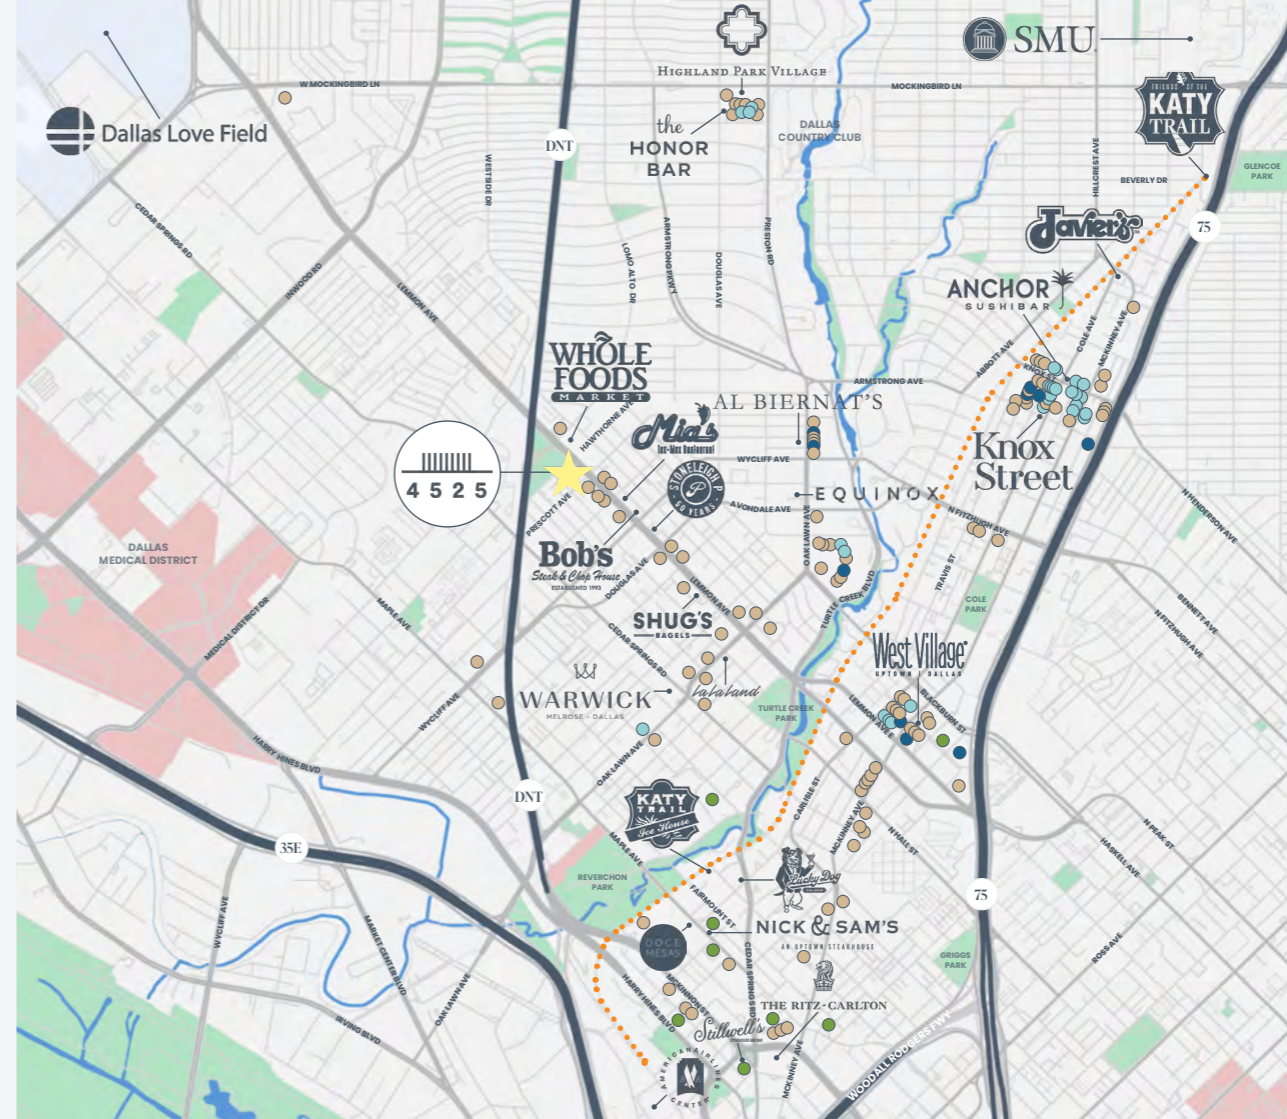 SMU
HIGHLAND PARK VILLAGE
W MOCKINGBIRD LN
MOCKINGBIRD LN
FRIENDS OF THE
KATY
TRAIL
Dallas Love Field
the
HONOR
BAR
DALLAS
COUNTRY CLUB
DNT
HILLCREST AVE
BEVERLY DR
GLENCOE
PARK
WESTSIDE DR
CEDAR SPRINGS RD
INWOOD RD
LEMMON AVE
LOMO ALTO DR
ARMSTRONG PKWY
DOUGLAS AVE
PRESTON RD
Javier's
75
ANCHOR
SUSHIBAR
COLE AVE
MCKINNEY AVE
ABBOTT AVE
KNOX ST
ARMSTRONG AVE
WHOLE
FOODS
MARKET
HAWTHORNE AVE
AL BIERNAT'S
Mia's
Tex-Mex Restaurant
WYCLIFF AVE
Knox
Street
4525
STONELEIGH P
50 YEARS
EQUINOX
AVONDALE AVE
OAK LAWN AVE
N FITZHUGH AVE
N HENDERSON AVE
PRESCOTT AVE
DALLAS
MEDICAL DISTRICT
Bob's
Steak & Chop House
ESTABLISHED 1993
DOUGLAS AVE
LEMMON AVE
TRAVIS ST
COLE
PARK
TURTLE CREEK BLVD
BENNETT AVE
N FITZHUGH AVE
MEDICAL DISTRICT DR
MAPLE AVE
SHUG'S
BAGELS
CEDAR SPRINGS RD
West Village
UPTOWN DALLAS
WARWICK
MELROSE - DALLAS
LaLaLand
TURTLE CREEK
PARK
LEMMON AVE E
BLACKBURN ST
WYCLIFF AVE
HARRY HINES BLVD
OAK LAWN AVE
DNT
KATY
TRAIL
Ice House
CARLISLE ST
MCKINNEY AVE
N HALL ST
N PEAK ST
HASKELL AVE
35E
MAPLE AVE
REVERCHON
PARK
Lucky Dog
FAIRMOUNT ST
75
WYCLIFF AVE
MARKET CENTER BLVD
NICK & SAM'S
AN UPTOWN STEAKHOUSE
DOCE
MESAS
CEDAR SPRINGS RD
GRIGGS
PARK
ROSS AVE
OAK LAWN AVE
HARRY HINES BLVD
MCKINNON ST
THE RITZ-CARLTON
IRVING BLVD
Stillwell's
MCKINNEY AVE
WOODALL RODGERS FWY
AMERICAN AIRLINES
CENTER